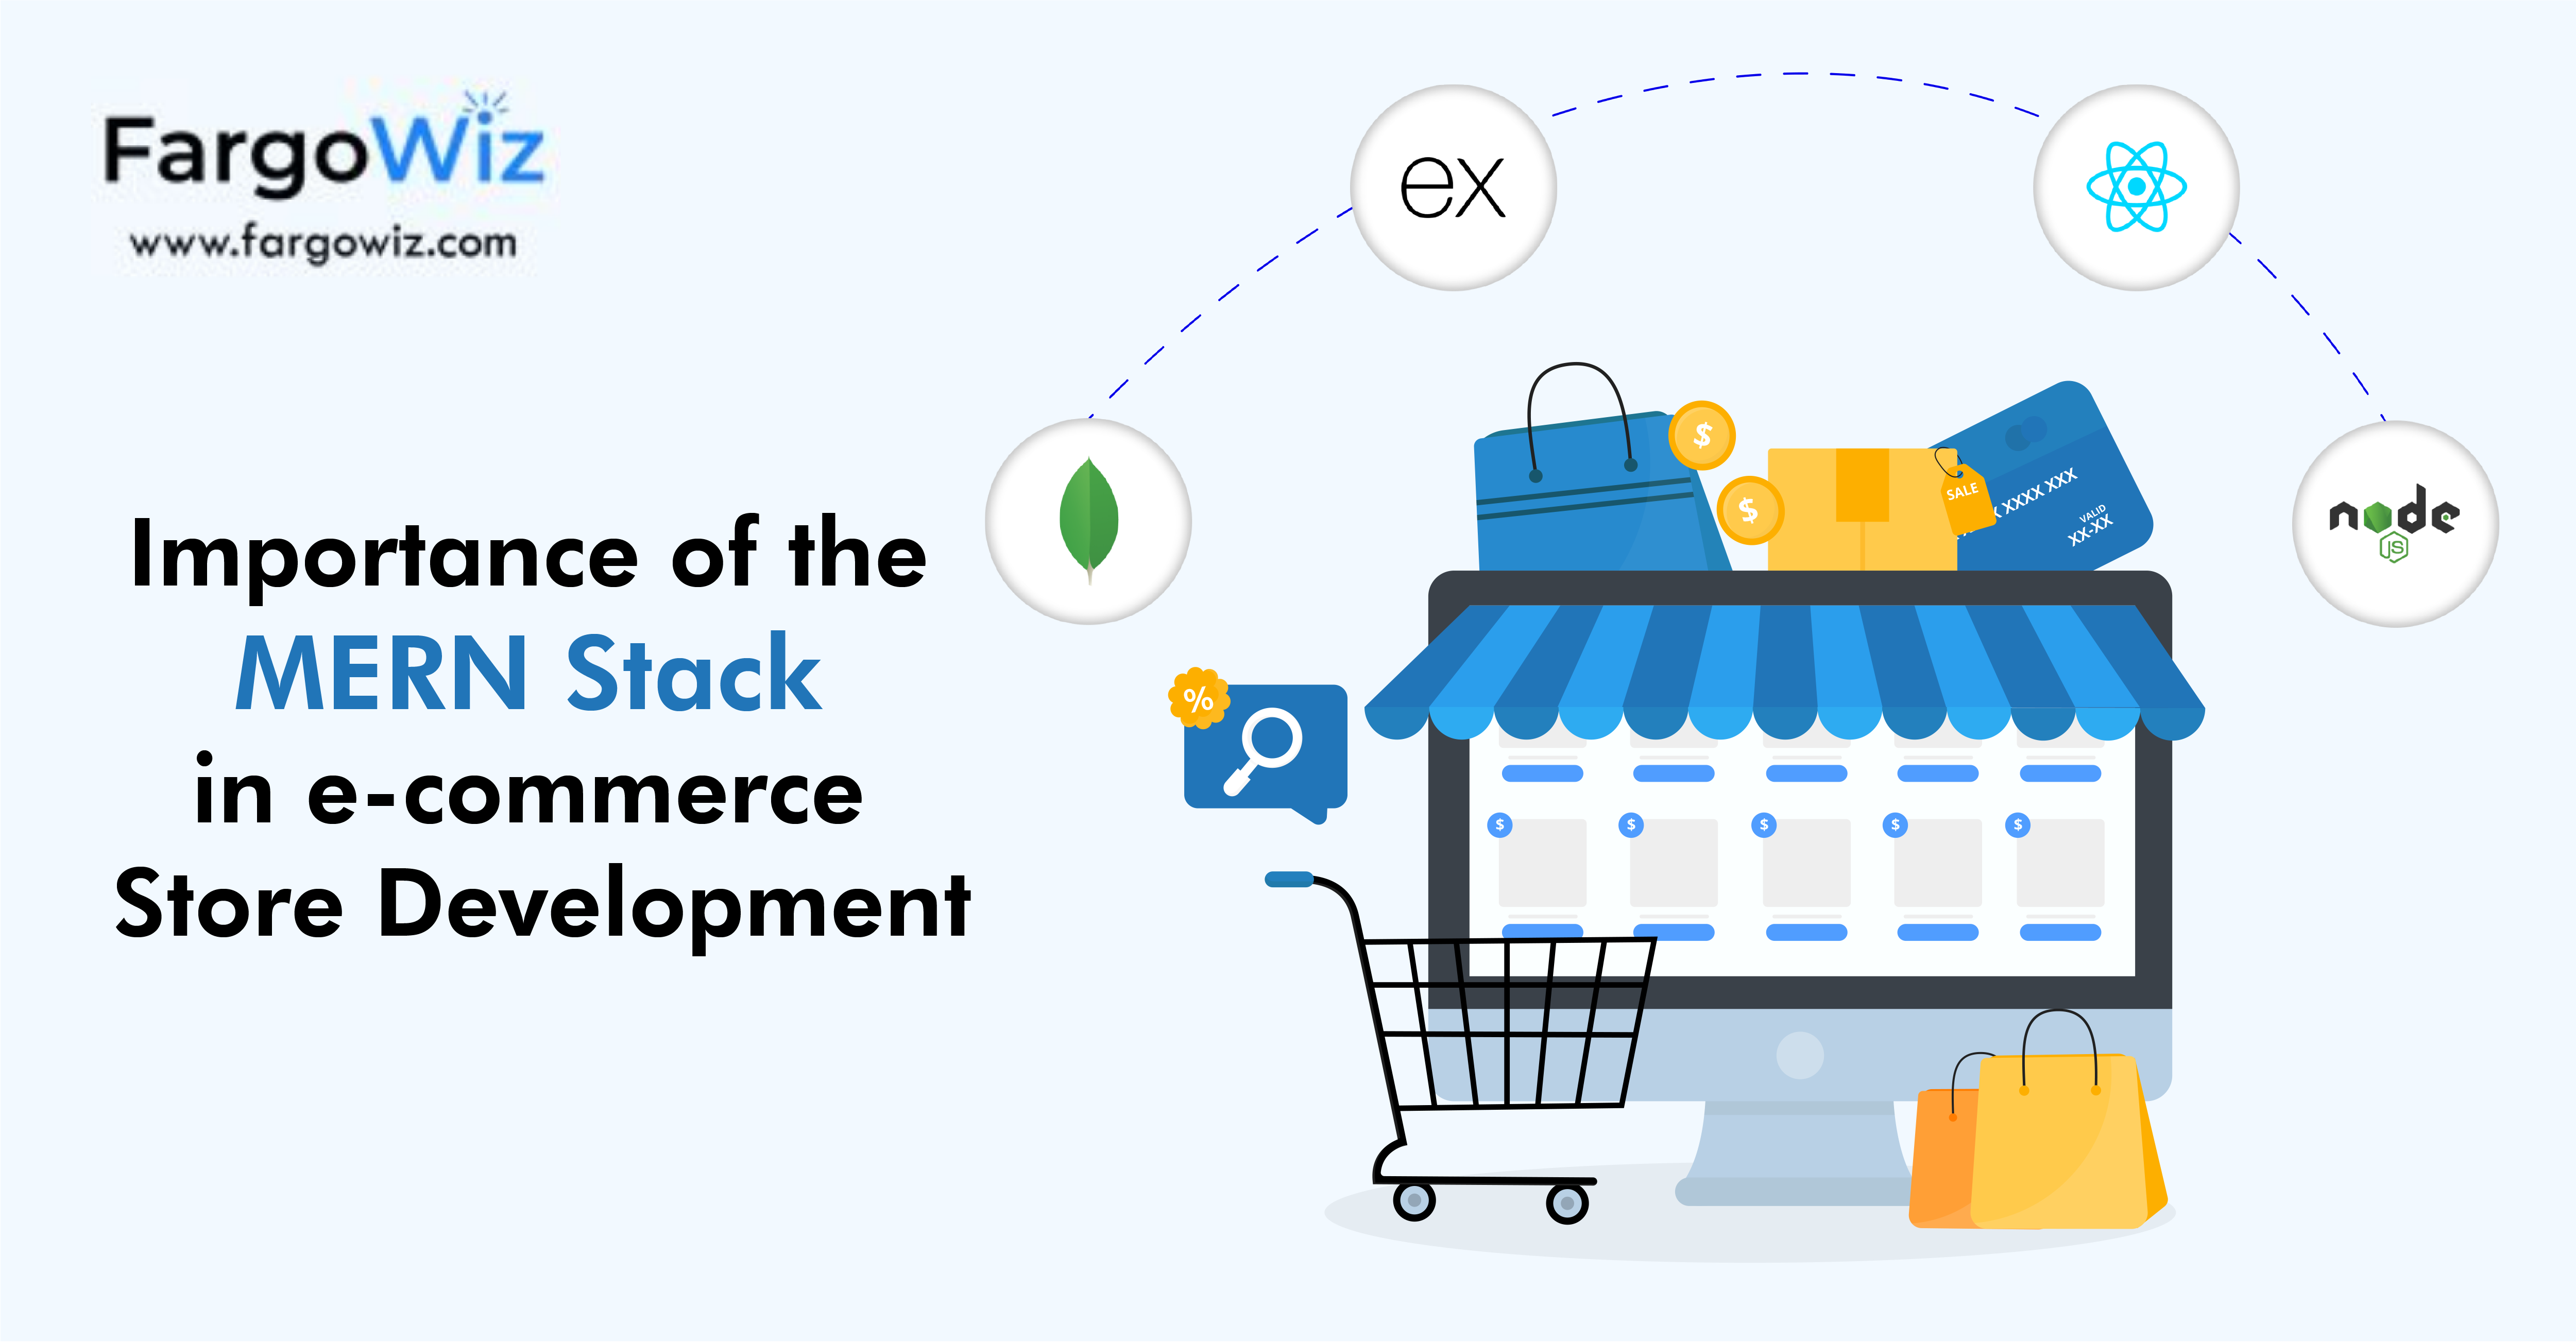 FargoWiz
www.fargowiz.com
ex
Importance of the
MERN Stack
in e-commerce
Store Development
node
JS
$
$
SALE
X XXXX XXX
VALID
XX-XX
%
$
$
$
$
$